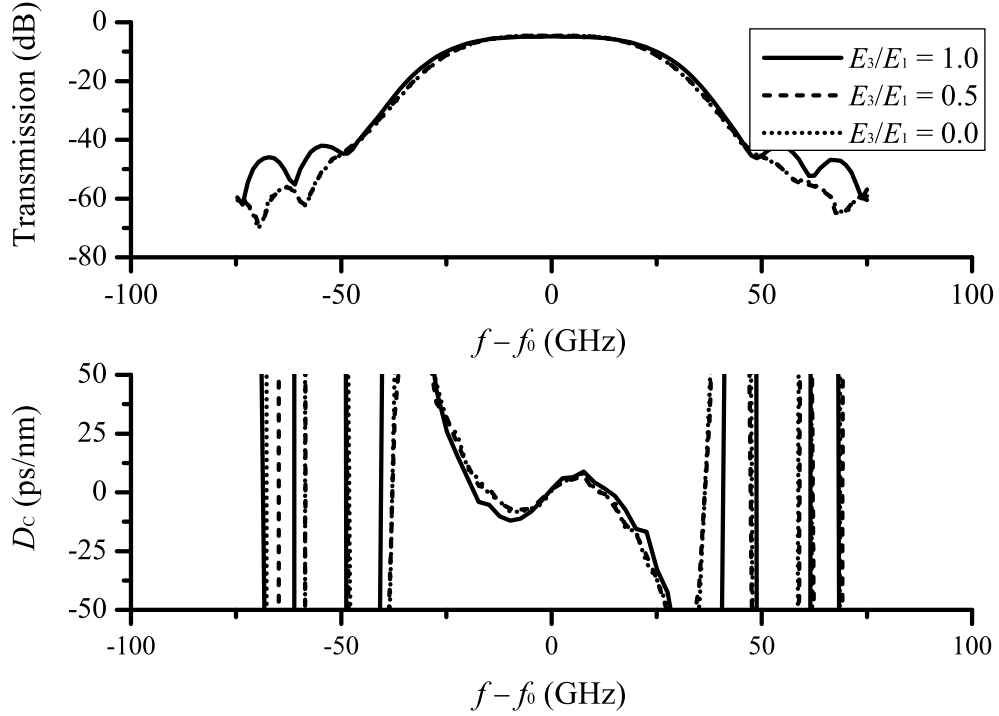 Transmission (dB)
0
-20
-40
-60
-80
E₃/E₁ = 1.0
E₃/E₁ = 0.5
E₃/E₁ = 0.0
-100
-50
0
50
100
f – f₀ (GHz)
D_C (ps/nm)
50
25
0
-25
-50
-100
-50
0
50
100
f – f₀ (GHz)